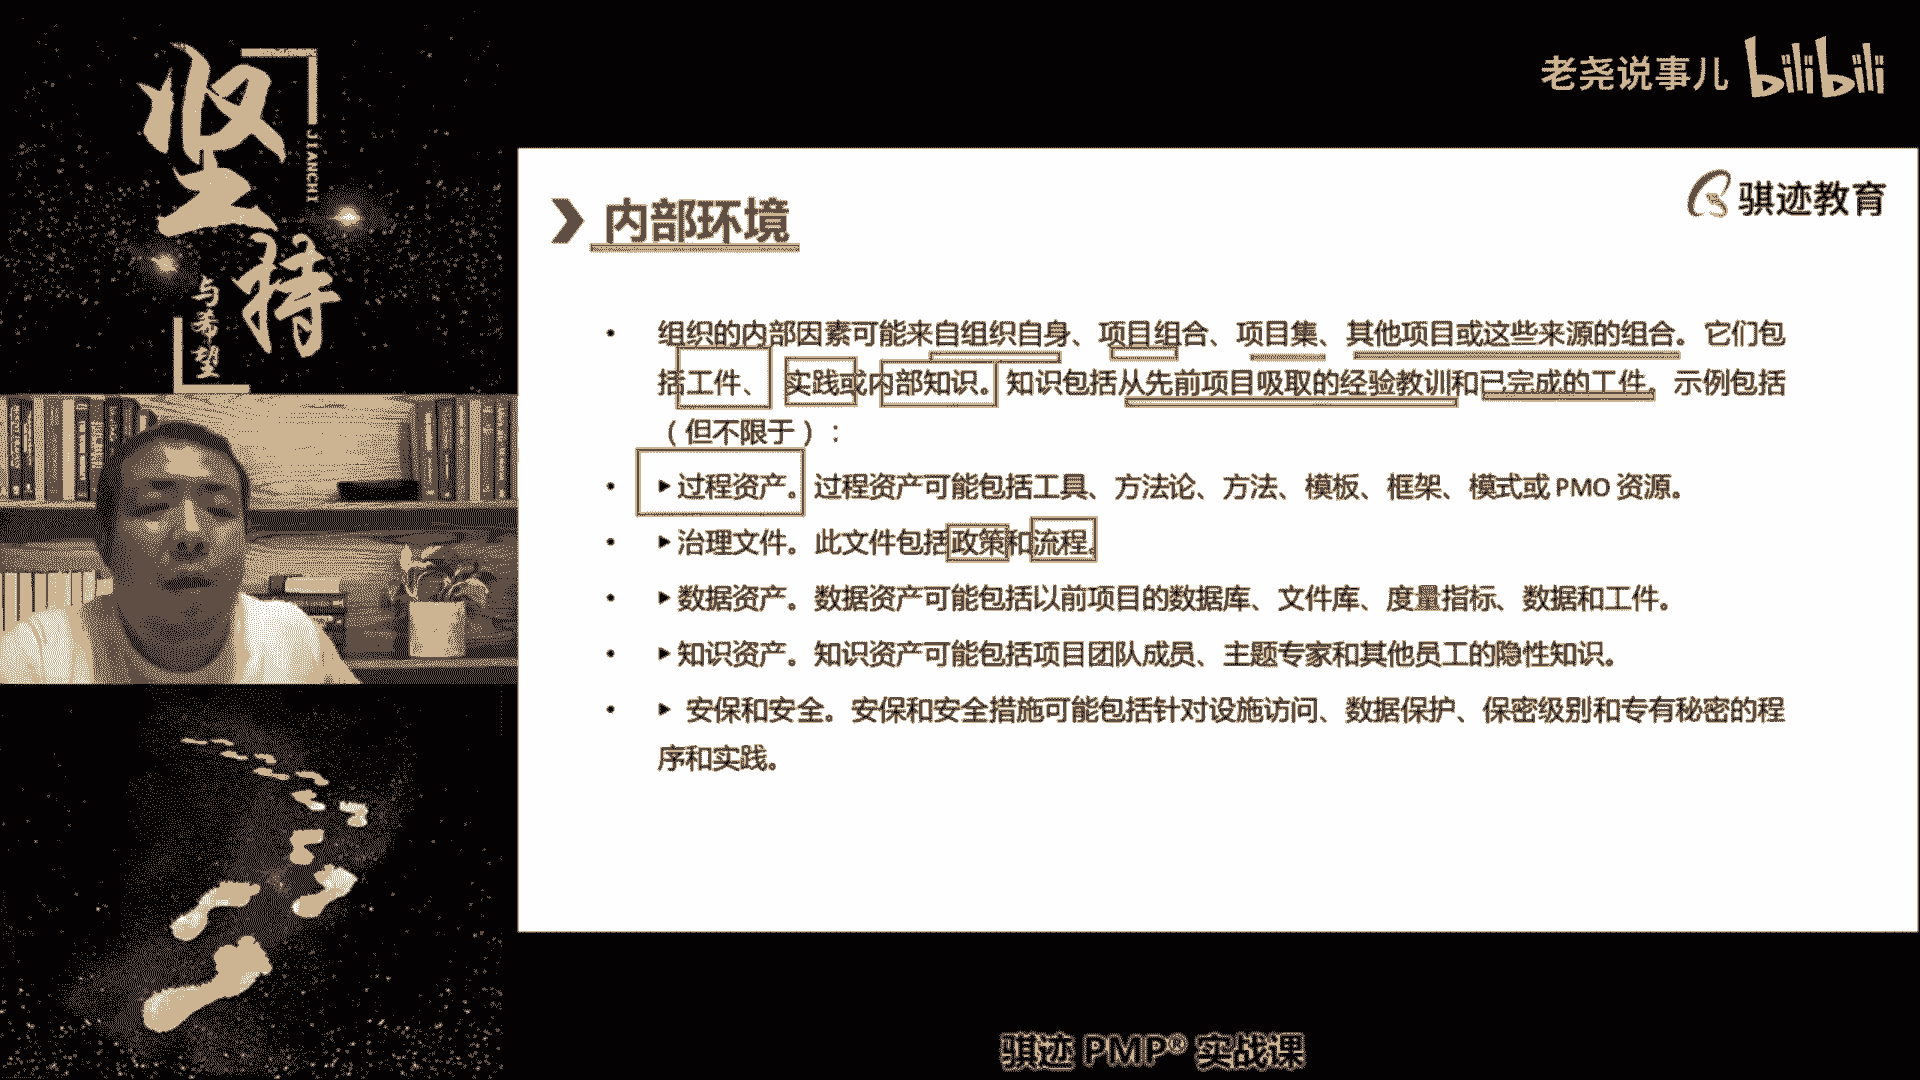 坚持
JIANCHI
与希望
老尧说事儿 bilibili
骐迹教育
内部环境
• 组织的内部因素可能来自组织自身、项目组合、项目集、其他项目或这些来源的组合。它们包
括工件、 实践或内部知识。 知识包括从先前项目吸取的经验教训和已完成的工件。示例包括
（但不限于）：
• ▶过程资产。过程资产可能包括工具、方法论、方法、模板、框架、模式或 PMO 资源。
• ▶治理文件。此文件包括政策和流程。
• ▶数据资产。数据资产可能包括以前项目的数据库、文件库、度量指标、数据和工件。
• ▶知识资产。知识资产可能包括项目团队成员、主题专家和其他员工的隐性知识。
• ▶ 安保和安全。安保和安全措施可能包括针对设施访问、数据保护、保密级别和专有秘密的程
序和实践。
骐迹 PMP® 实战课